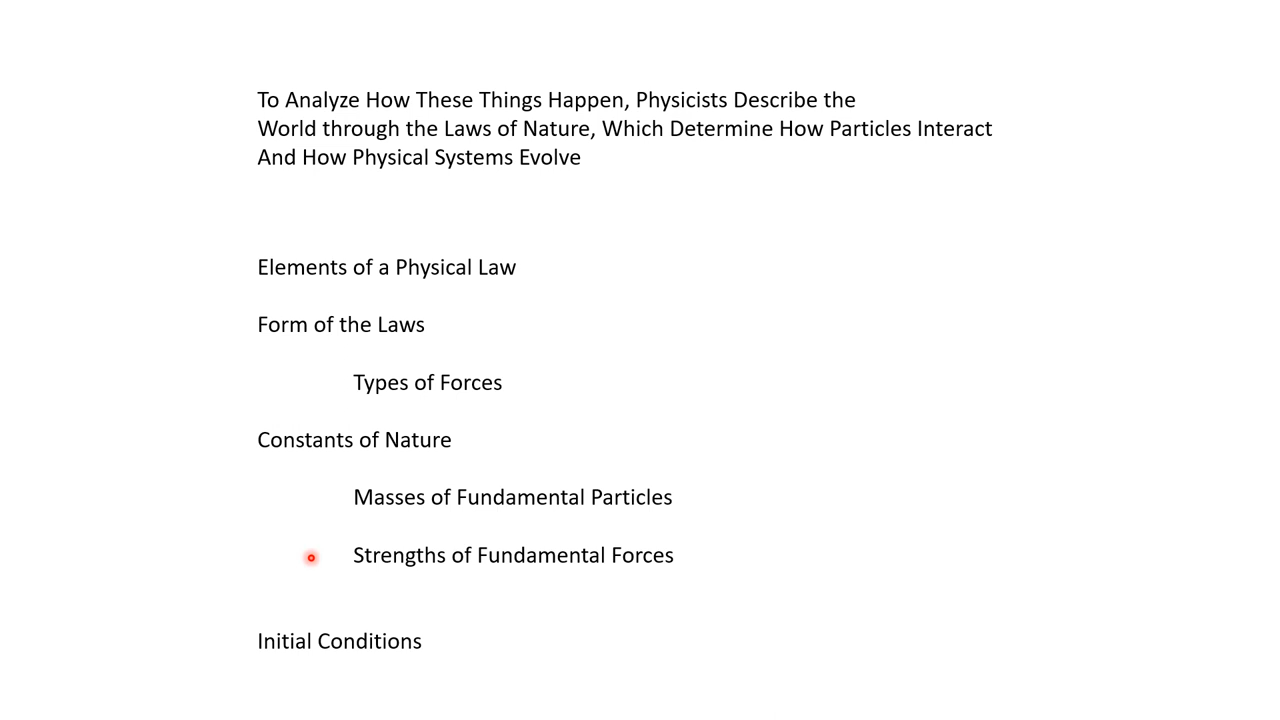 To Analyze How These Things Happen, Physicists Describe the
World through the Laws of Nature, Which Determine How Particles Interact
And How Physical Systems Evolve
Elements of a Physical Law
Form of the Laws
Types of Forces
Constants of Nature
Masses of Fundamental Particles
Strengths of Fundamental Forces
Initial Conditions